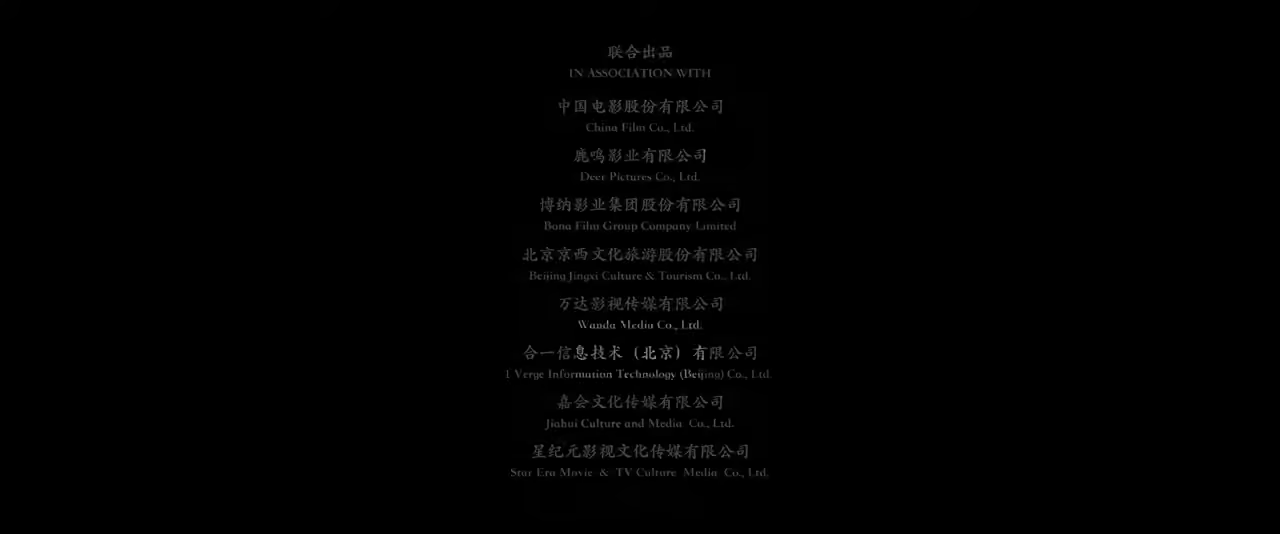 联合出品
IN ASSOCIATION WITH
中国电影股份有限公司
China Film Co., Ltd.
鹿鸣影业有限公司
Deer Pictures Co., Ltd.
博纳影业集团股份有限公司
Bona Film Group Company Limited
北京京西文化旅游股份有限公司
Beijing Jingxi Culture & Tourism Co., Ltd.
万达影视传媒有限公司
Wanda Media Co., Ltd.
合一信息技术（北京）有限公司
1 Verge Information Technology (Beijing) Co., Ltd.
嘉会文化传媒有限公司
Jiahui Culture and Media Co., Ltd.
星纪元影视文化传媒有限公司
Star Era Movie & TV Culture Media Co., Ltd.